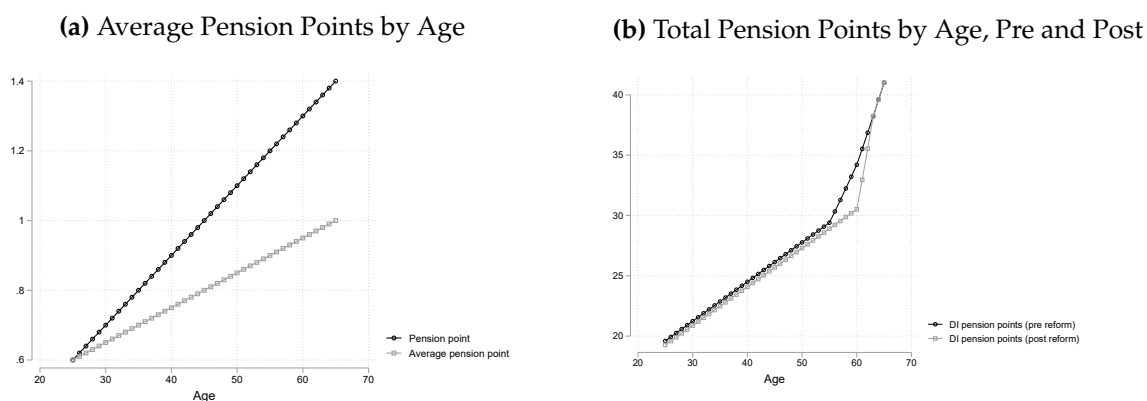 (a) Average Pension Points by Age
1.4
1.2
1
.8
.6
20 30 40 50 60 70
Age
Pension point
Average pension point
(b) Total Pension Points by Age, Pre and Post
40
35
30
25
20
20 30 40 50 60 70
Age
DI pension points (pre reform)
DI pension points (post reform)